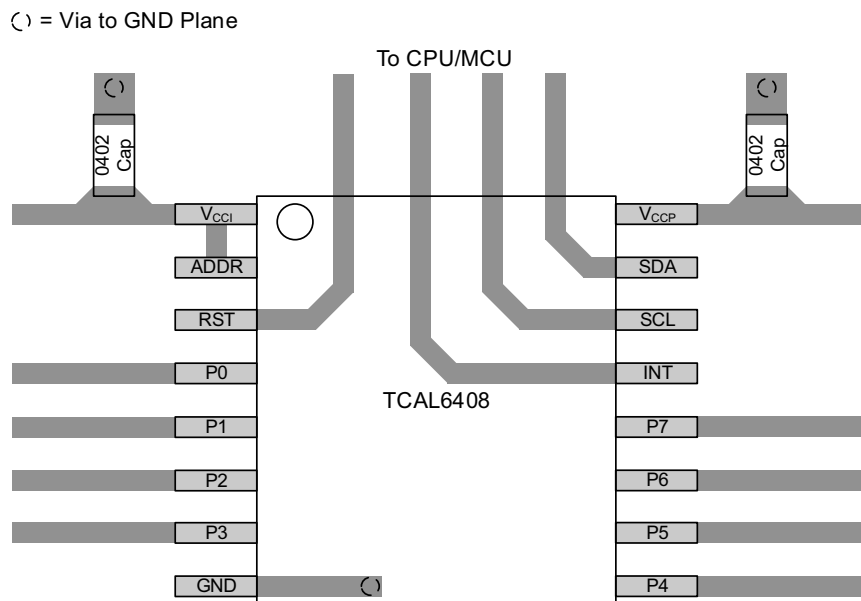 = Via to GND Plane
To CPU/MCU
0402
Cap
0402
Cap
VCCI
VCCP
ADDR
SDA
RST
SCL
P0
INT
TCAL6408
P1
P7
P2
P6
P3
P5
GND
P4